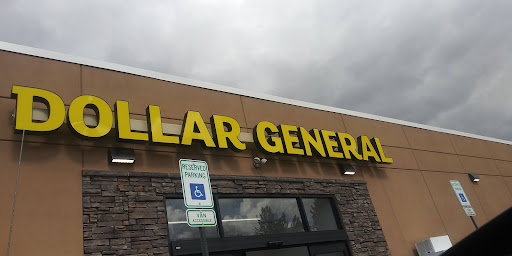 DOLLAR GENERAL
RESERVED
PARKING
VAN
ACCESSIBLE